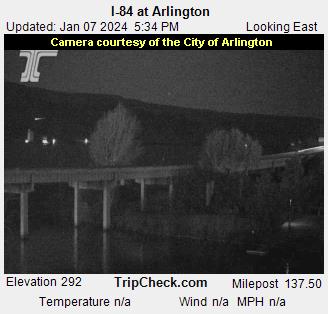 I-84 at Arlington
Updated: Jan 07 2024 5:34 PM Looking East
Camera courtesy of the City of Arlington
Elevation 292 TripCheck.com Milepost 137.50
Temperature n/a Wind n/a MPH n/a